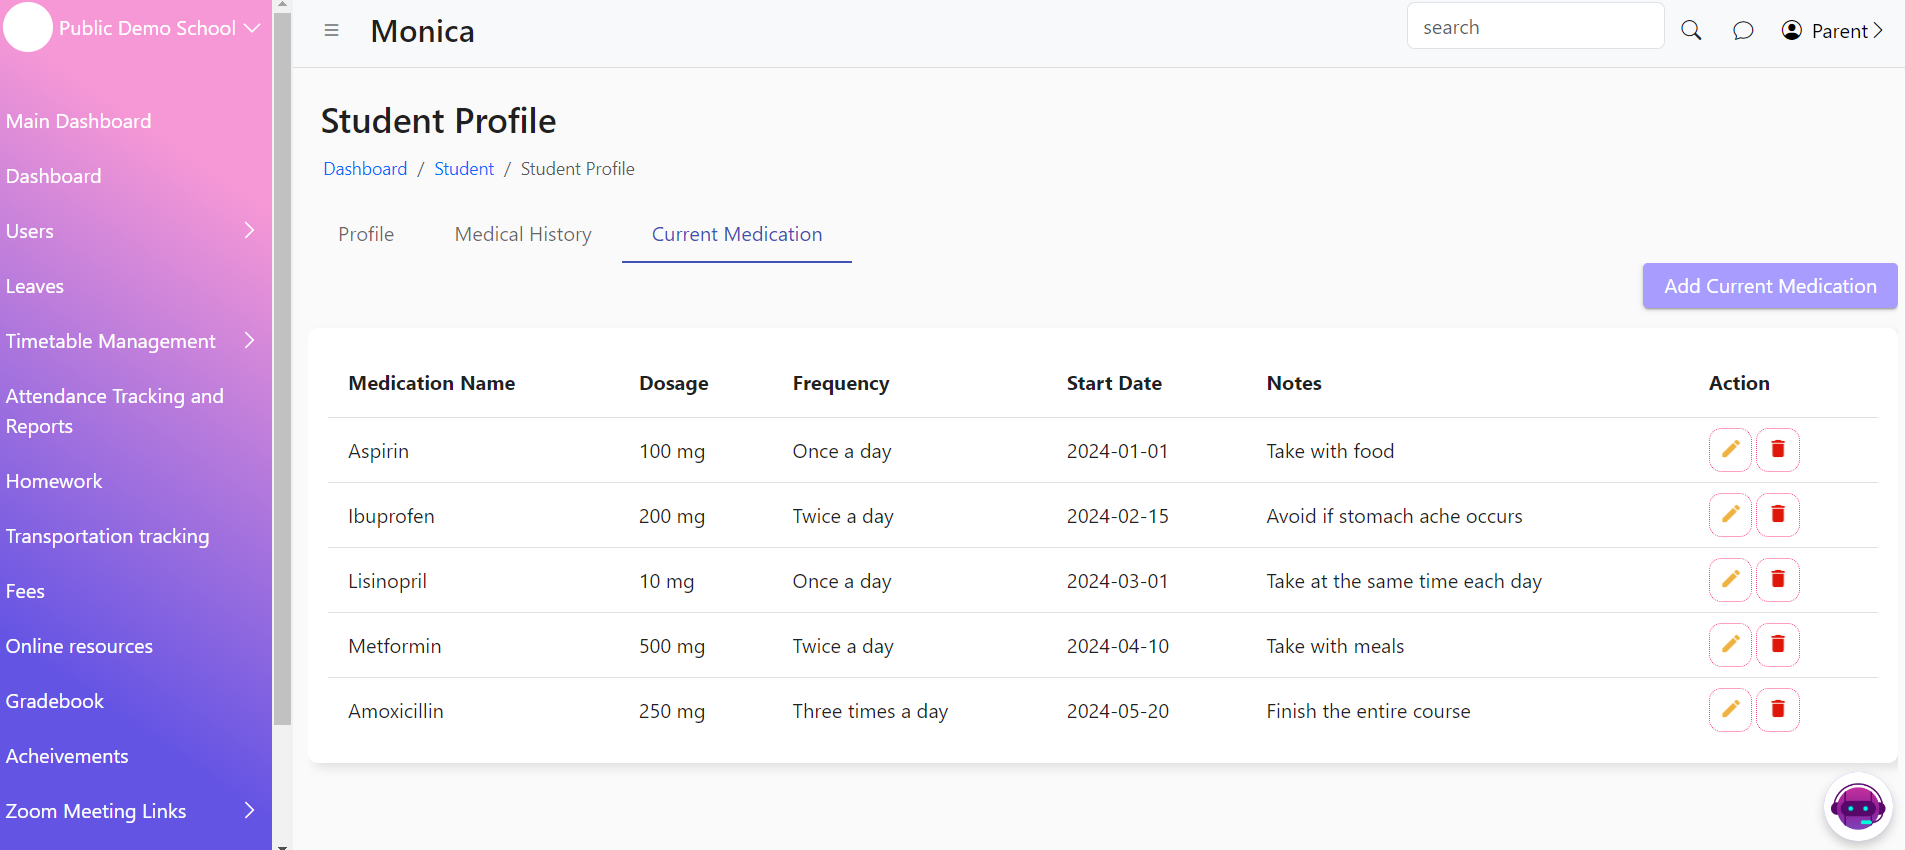 Public Demo School
Main Dashboard
Dashboard
Users
Leaves
Timetable Management
Attendance Tracking and
Reports
Homework
Transportation tracking
Fees
Online resources
Gradebook
Acheivements
Zoom Meeting Links
Monica
search
Parent
Student Profile
Dashboard / Student / Student Profile
Profile Medical History Current Medication
Add Current Medication
Medication Name Dosage Frequency Start Date Notes Action
Aspirin 100 mg Once a day 2024-01-01 Take with food
Ibuprofen 200 mg Twice a day 2024-02-15 Avoid if stomach ache occurs
Lisinopril 10 mg Once a day 2024-03-01 Take at the same time each day
Metformin 500 mg Twice a day 2024-04-10 Take with meals
Amoxicillin 250 mg Three times a day 2024-05-20 Finish the entire course